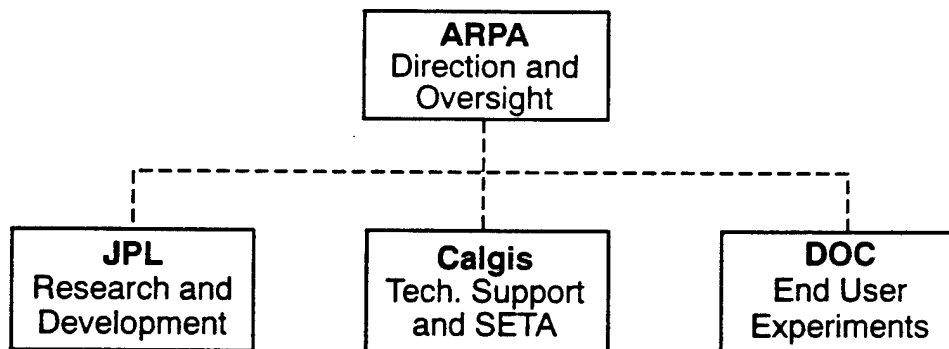 ARPA
Direction and
Oversight
JPL
Research and
Development
Calgis
Tech. Support
and SETA
DOC
End User
Experiments